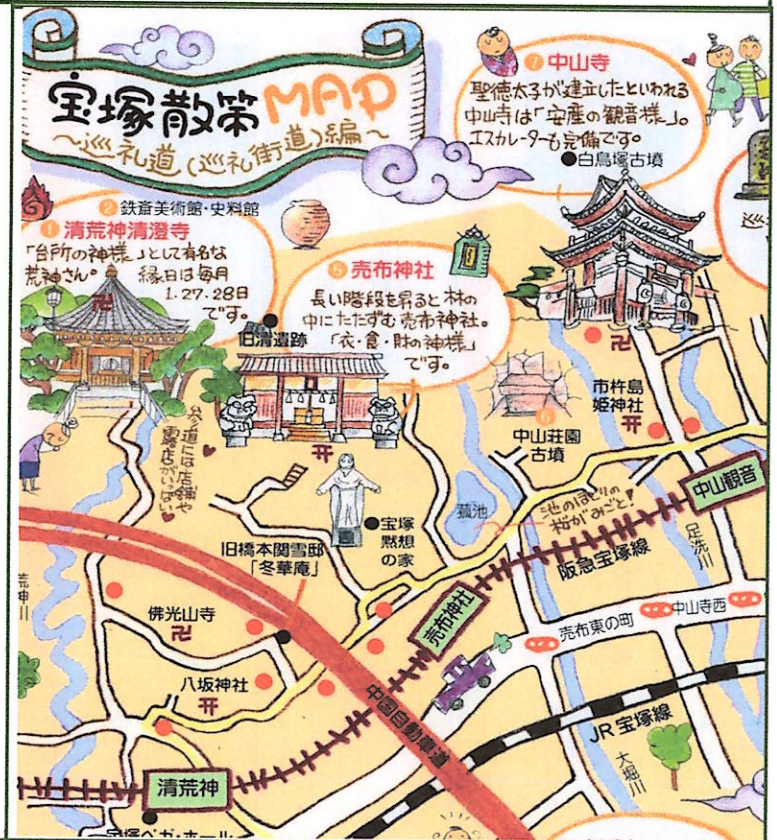 宝塚散策MAP
～巡礼道(巡礼街道)編～
⑦ 中山寺
聖徳太子が建立したといわれる
中山寺は「安産の観音様」。
エスカレーターも完備です。
●白鳥塚古墳
② 鉄斎美術館・史料館
① 清荒神清澄寺
「台所の神様」として有名な
荒神さん。縁日は毎月
1・27・28日
です。
⑤ 売布神社
長い階段を昇ると林の
中にたたずむ売布神社。
「衣・食・財の神様」
です。
旧清遺跡
参道には店舗や
露店がいっぱい
市杵島
姫神社
⑥
中山荘園
古墳
菰池
池のほとりの
桜がみごと!
中山観音
足洗川
阪急宝塚線
宝塚
黙想
の家
旧橋本関雪邸
「冬華庵」
荒神川
佛光山寺
売布神社
売布東の町
中山寺西
八坂神社
中国自動車道
JR宝塚線
大堀川
清荒神
宝塚ベガ・ホール